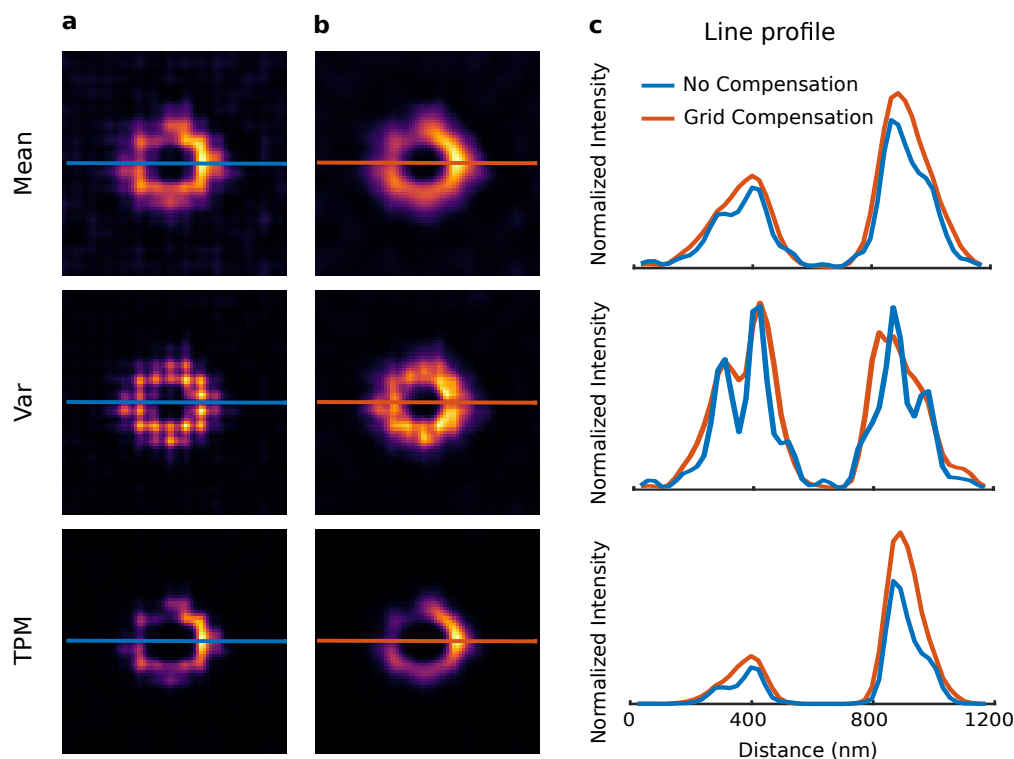 a
b
c
Line profile
Mean
Normalized Intensity
No Compensation
Grid Compensation
Var
Normalized Intensity
TPM
Normalized Intensity
0 400 800 1200
Distance (nm)